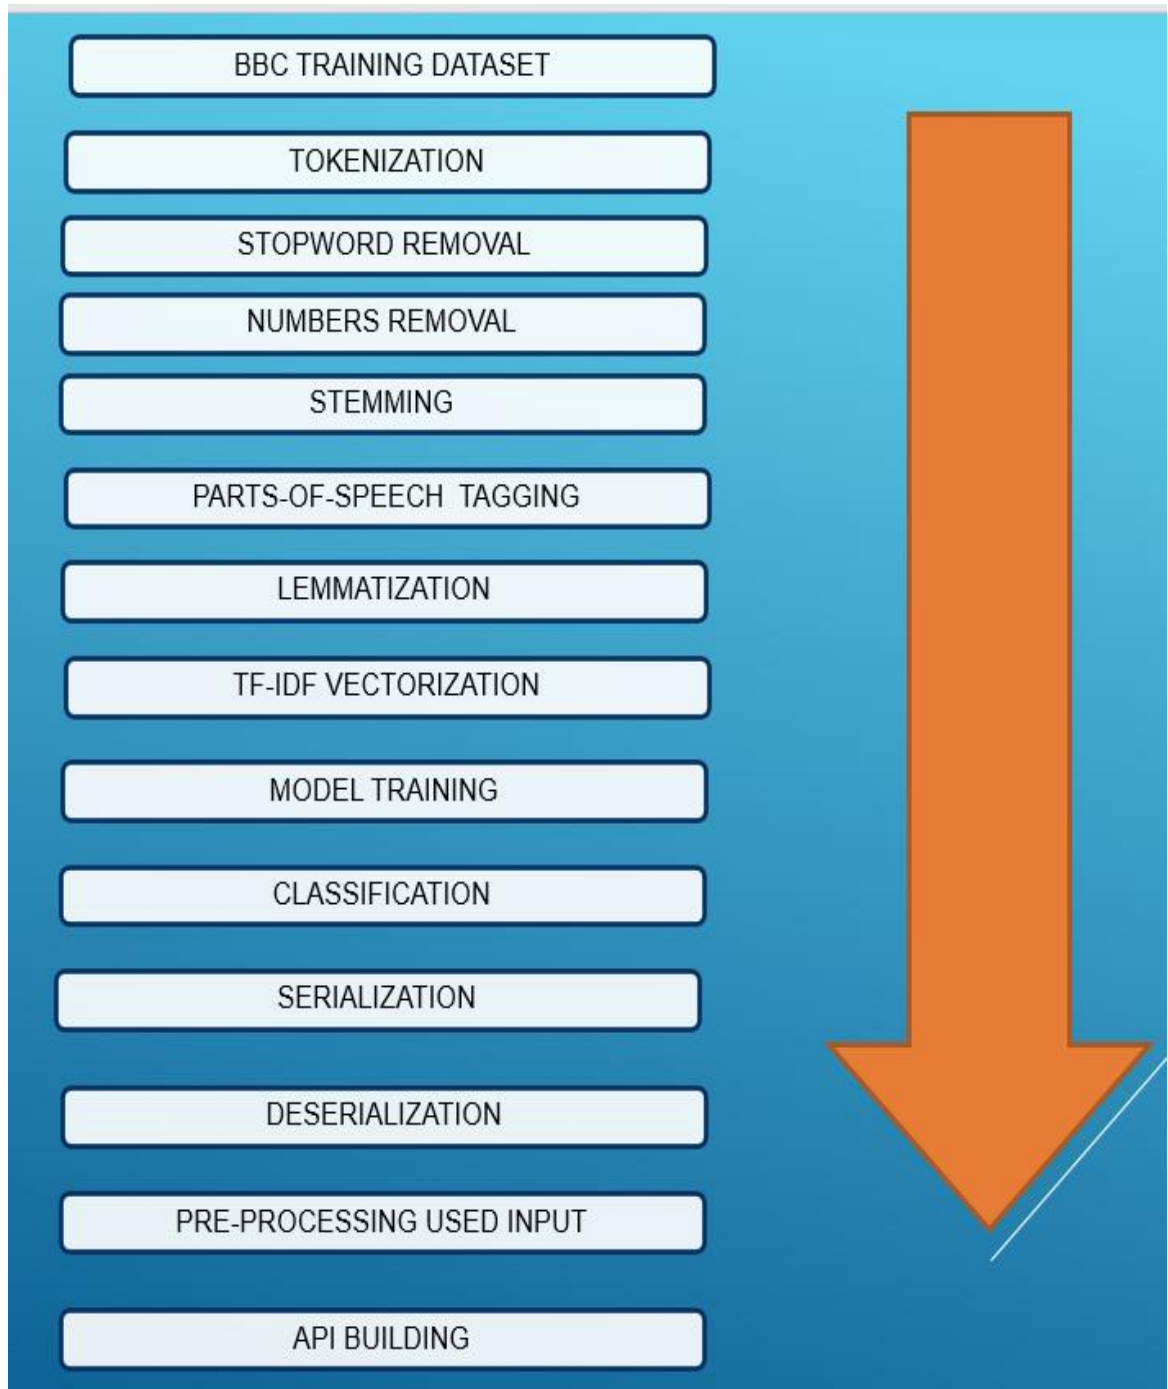 BBC TRAINING DATASET
TOKENIZATION
STOPWORD REMOVAL
NUMBERS REMOVAL
STEMMING
PARTS-OF-SPEECH TAGGING
LEMMATIZATION
TF-IDF VECTORIZATION
MODEL TRAINING
CLASSIFICATION
SERIALIZATION
DESERIALIZATION
PRE-PROCESSING USED INPUT
API BUILDING